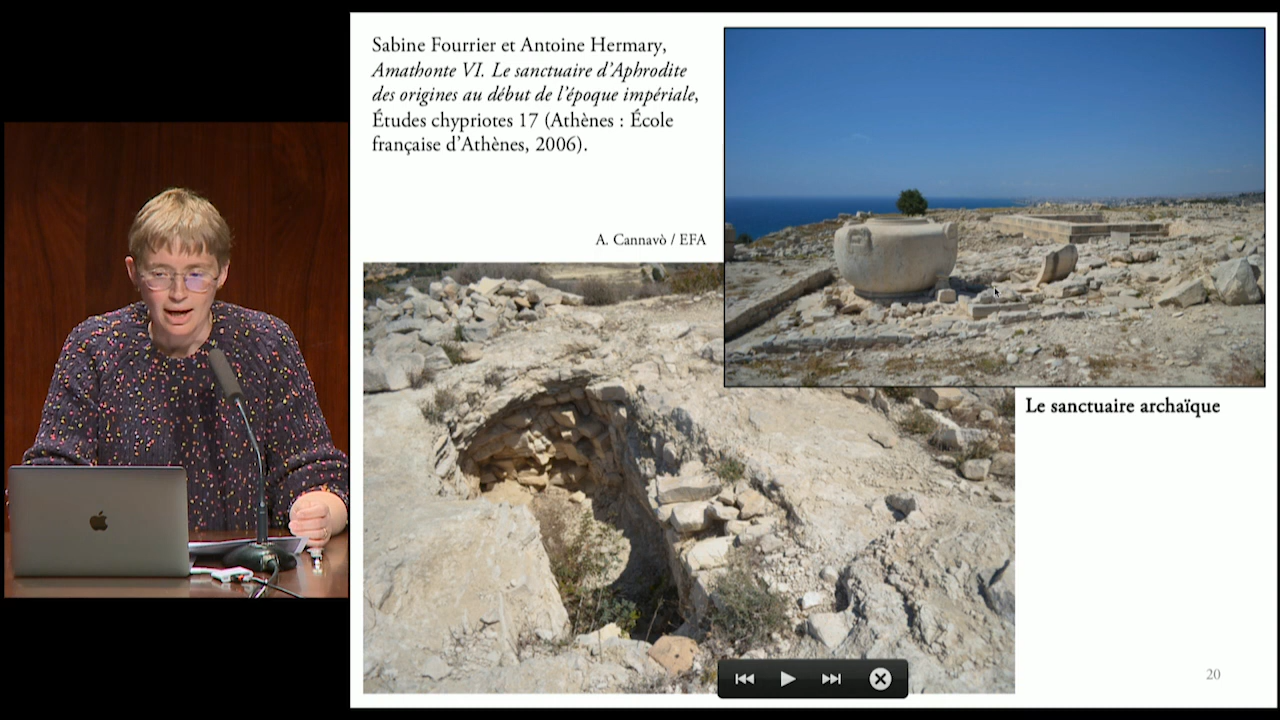 Sabine Fourrier et Antoine Hermary,
Amathonte VI. Le sanctuaire d’Aphrodite
des origines au début de l’époque impériale,
Études chypriotes 17 (Athènes : École
française d’Athènes, 2006).
A. Cannavò / EFA
Le sanctuaire archaïque
20